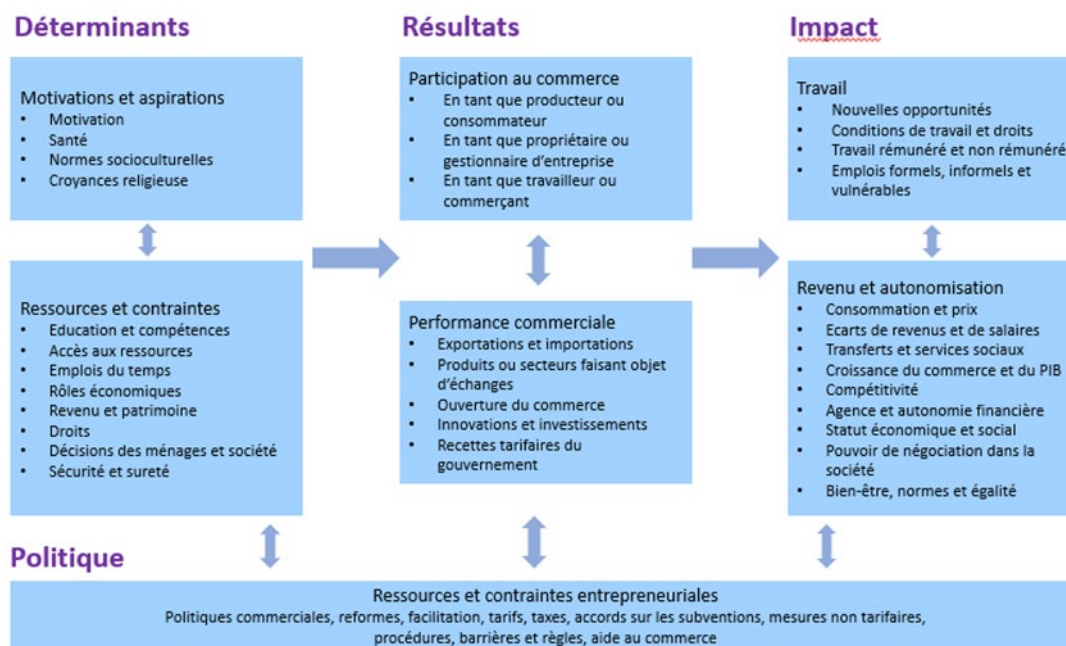 Déterminants
Motivations et aspirations
• Motivation
• Santé
• Normes socioculturelles
• Croyances religieuse
Ressources et contraintes
• Education et compétences
• Accès aux ressources
• Emplois du temps
• Rôles économiques
• Revenu et patrimoine
• Droits
• Décisions des ménages et société
• Sécurité et sureté
Résultats
Participation au commerce
• En tant que producteur ou
consommateur
• En tant que propriétaire ou
gestionnaire d'entreprise
• En tant que travailleur ou
commerçant
Performance commerciale
• Exportations et importations
• Produits ou secteurs faisant objet
d'échanges
• Ouverture du commerce
• Innovations et investissements
• Recettes tarifaires du
gouvernement
Impact
Travail
• Nouvelles opportunités
• Conditions de travail et droits
• Travail rémunéré et non rémunéré
• Emplois formels, informels et
vulnérables
Revenu et autonomisation
• Consommation et prix
• Ecarts de revenus et de salaires
• Transferts et services sociaux
• Croissance du commerce et du PIB
• Compétitivité
• Agence et autonomie financière
• Statut économique et social
• Pouvoir de négociation dans la
société
• Bien-être, normes et égalité
Politique
Ressources et contraintes entrepreneuriales
Politiques commerciales, reformes, facilitation, tarifs, taxes, accords sur les subventions, mesures non tarifaires,
procédures, barrières et règles, aide au commerce